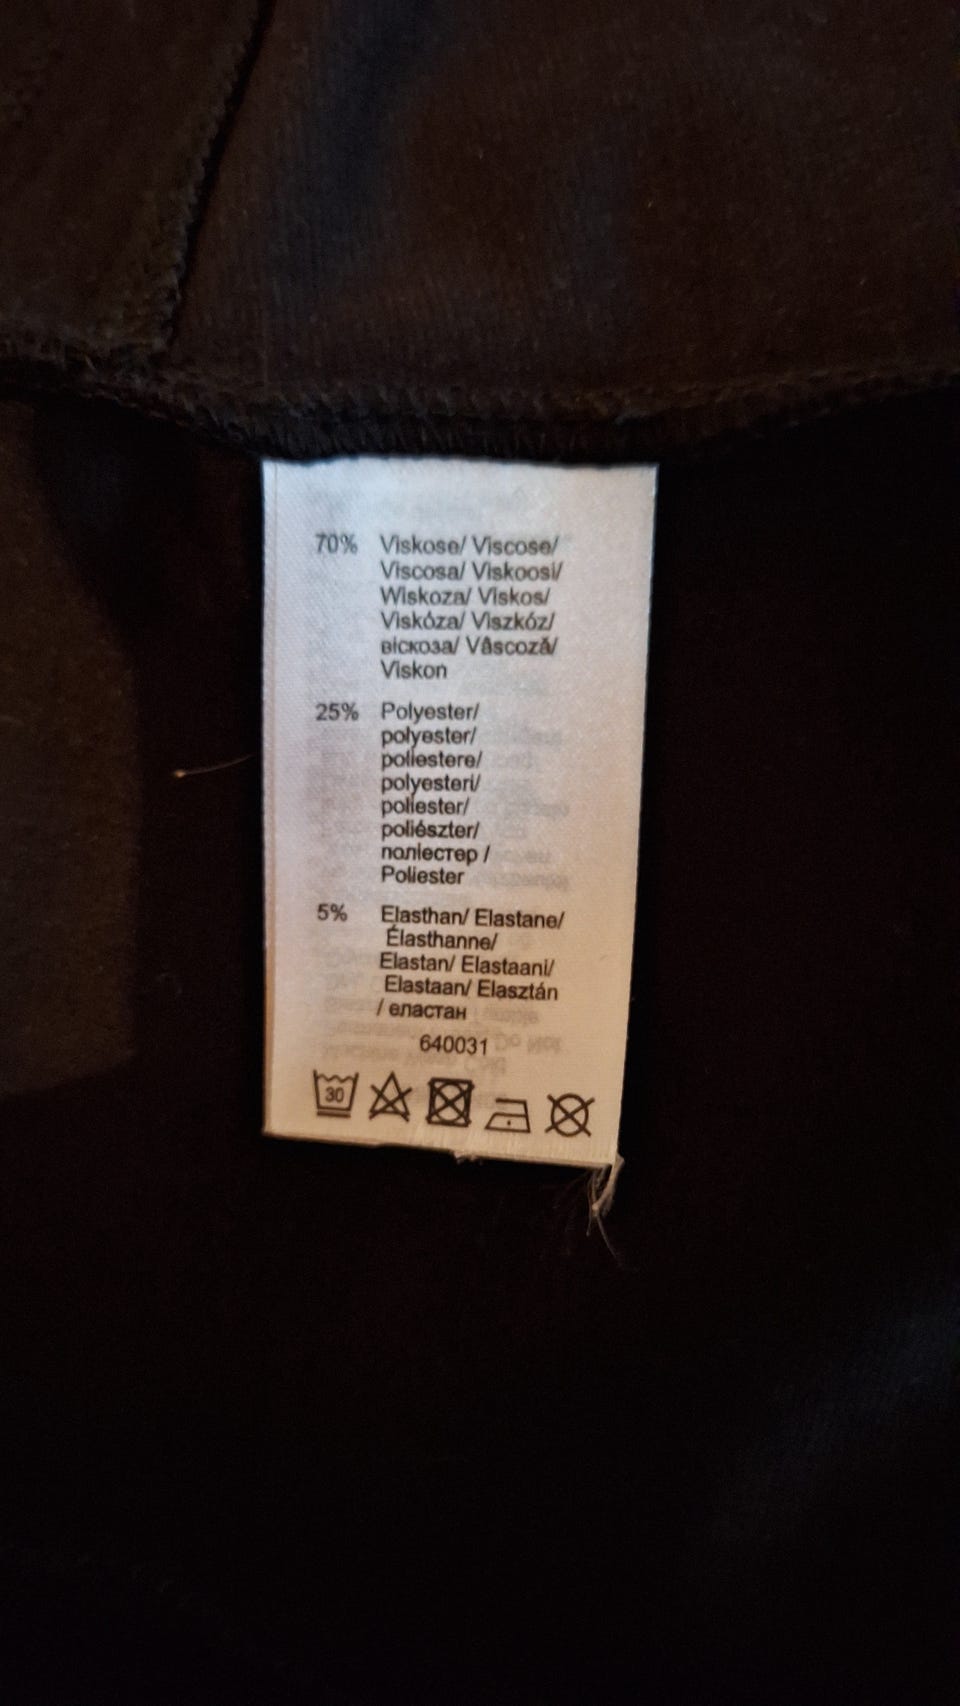 70% Viskose/ Viscose/
Viscosa/ Viskoosi/
Wiskoza/ Viskos/
Viskóza/ Viszkóz/
віскоза/ Vâscoză/
Viskon
25% Polyester/
polyester/
poliestere/
polyesteri/
poliester/
poliészter/
поліестер /
Poliester
5% Elasthan/ Elastane/
Élasthanne/
Elastan/ Elastaani/
Elastaan/ Elasztán
/ еластан
640031
30